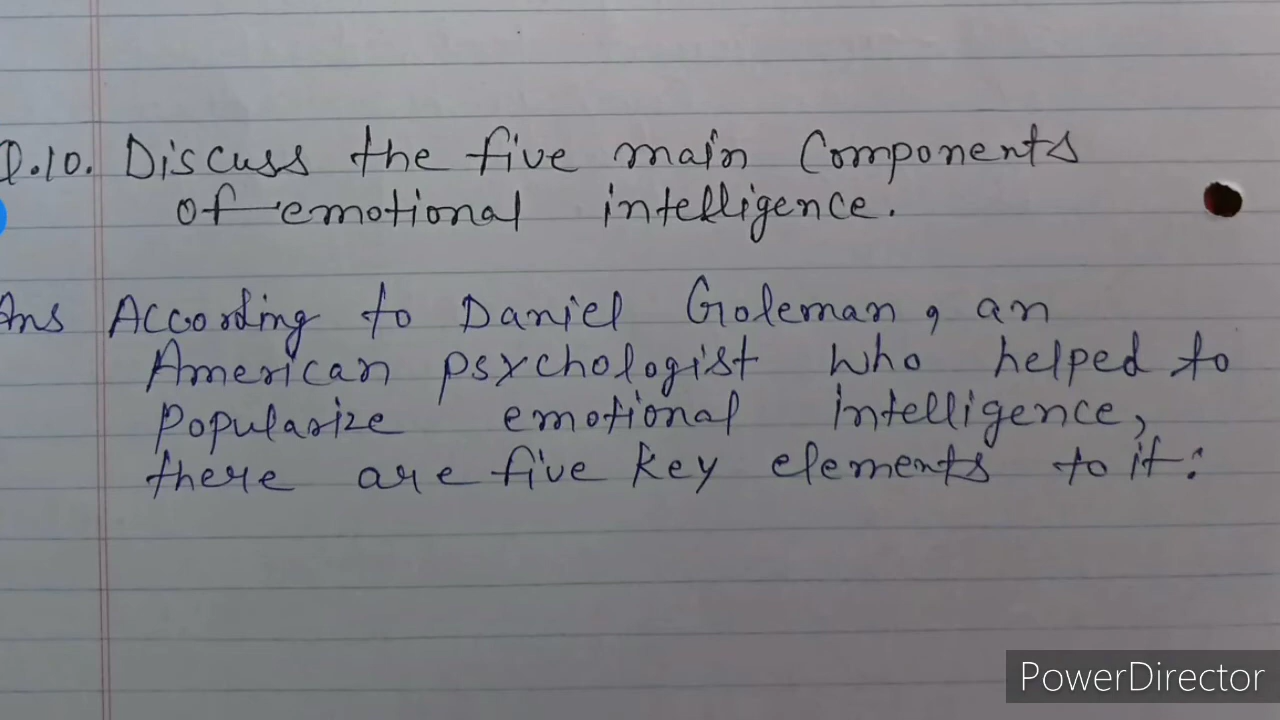 Q.10. Discuss the five main Components
of emotional intelligence.
Ans According to Daniel Goleman, an
American psychologist who helped to
Popularize emotional intelligence,
there are five key elements to it:
PowerDirector